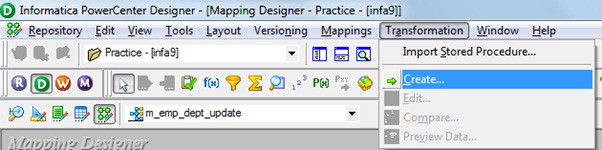 Informatica PowerCenter Designer - [Mapping Designer - Practice - [infa9]]
Repository Edit View Tools Layout Versioning Mappings Transformation Window Help
Practice - [infa9]
Import Stored Procedure...
R D W M f(x) P(x) PXY
Create...
Edit...
m_emp_dept_update
Compare...
Preview Data...
Mapping Designer